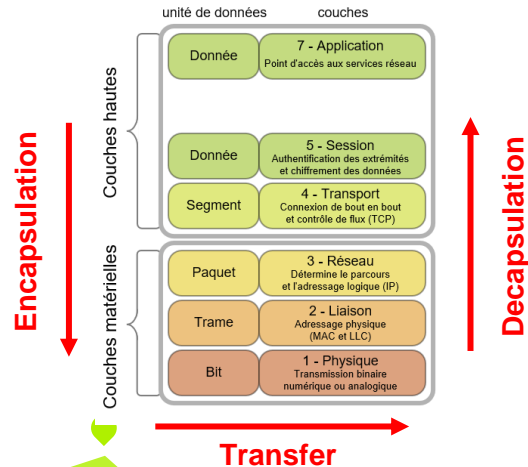 unité de données couches
Donnée
7 - Application
Point d'accès aux services réseau
Donnée
5 - Session
Authentification des extrémités
et chiffrement des données
Segment
4 - Transport
Connexion de bout en bout
et contrôle de flux (TCP)
Paquet
3 - Réseau
Détermine le parcours
et l'adressage logique (IP)
Trame
2 - Liaison
Adressage physique
(MAC et LLC)
Bit
1 - Physique
Transmission binaire
numérique ou analogique
Couches hautes
Couches matérielles
Encapsulation
Decapsulation
Transfer